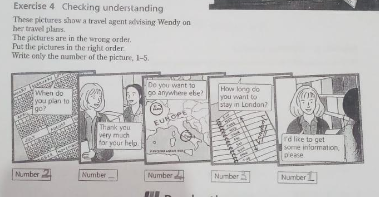 Exercise 4 Checking understanding
These pictures show a travel agent advising Wendy on
her travel plans.
The pictures are in the wrong order.
Put the pictures in the right order.
Write only the number of the picture, 1–5.
When do
you plan to
go?
Thank you
very much
for your help.
Do you want to
go anywhere else?
EUROPE
How long do
you want to
stay in London?
I'd like to get
some information,
please
Number 2
Number
Number
Number
Number 1